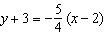 y + 3 = −5/4 (x − 2)